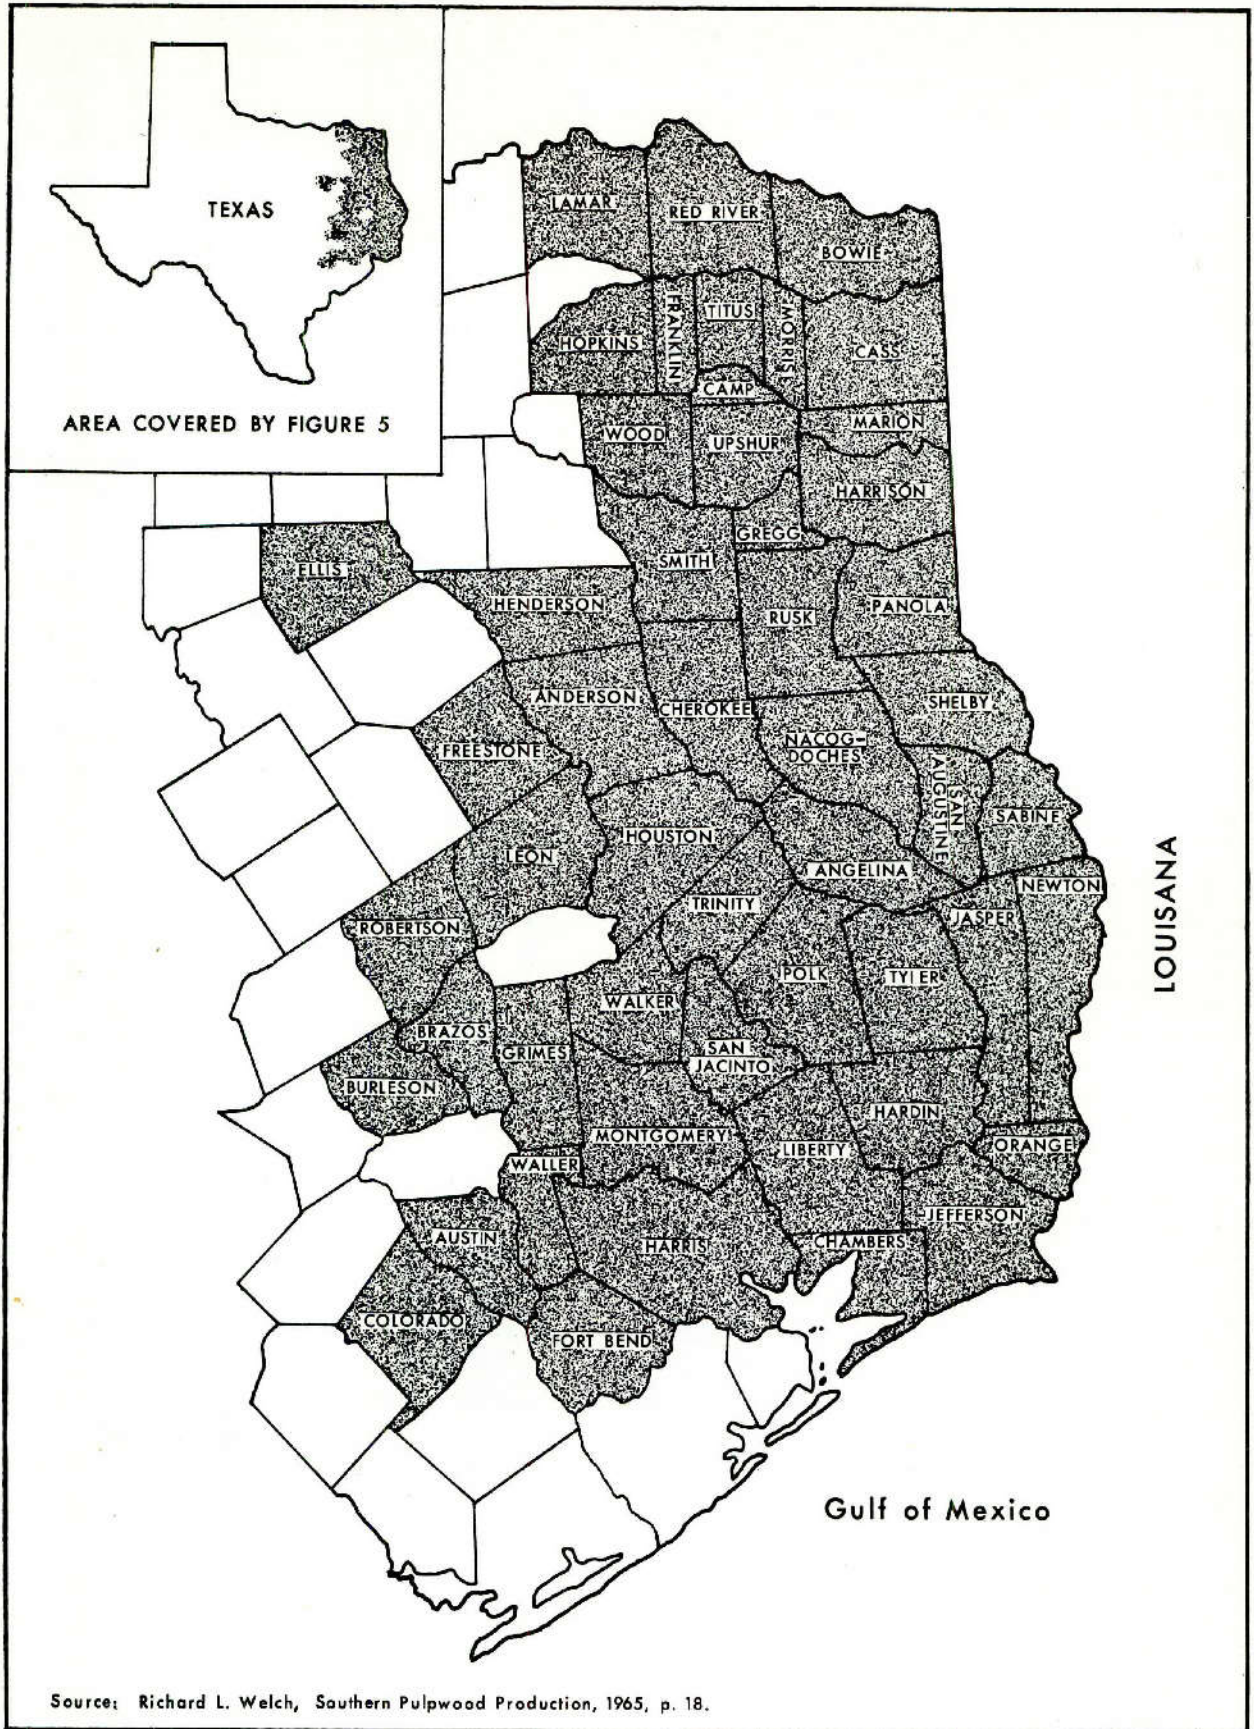 TEXAS
AREA COVERED BY FIGURE 5
LAMAR
RED RIVER
BOWIE
HOPKINS
FRANKLIN
TITUS
MORRIS
CASS
CAMP
WOOD
UPSHUR
MARION
HARRISON
GREGG
SMITH
ELLIS
HENDERSON
RUSK
PANOLA
ANDERSON
CHEROKEE
SHELBY
FREESTONE
NACOG-
DOCHES
SAN
AUGUSTINE
SABINE
HOUSTON
LEON
ANGELINA
NEWTON
TRINITY
JASPER
ROBERTSON
POLK
TYLER
WALKER
BRAZOS
GRIMES
SAN
JACINTO
BURLESON
HARDIN
MONTGOMERY
LIBERTY
ORANGE
WALLER
JEFFERSON
AUSTIN
HARRIS
CHAMBERS
COLORADO
FORT BEND
LOUISANA
Gulf of Mexico
Source: Richard L. Welch, Southern Pulpwood Production, 1965, p. 18.